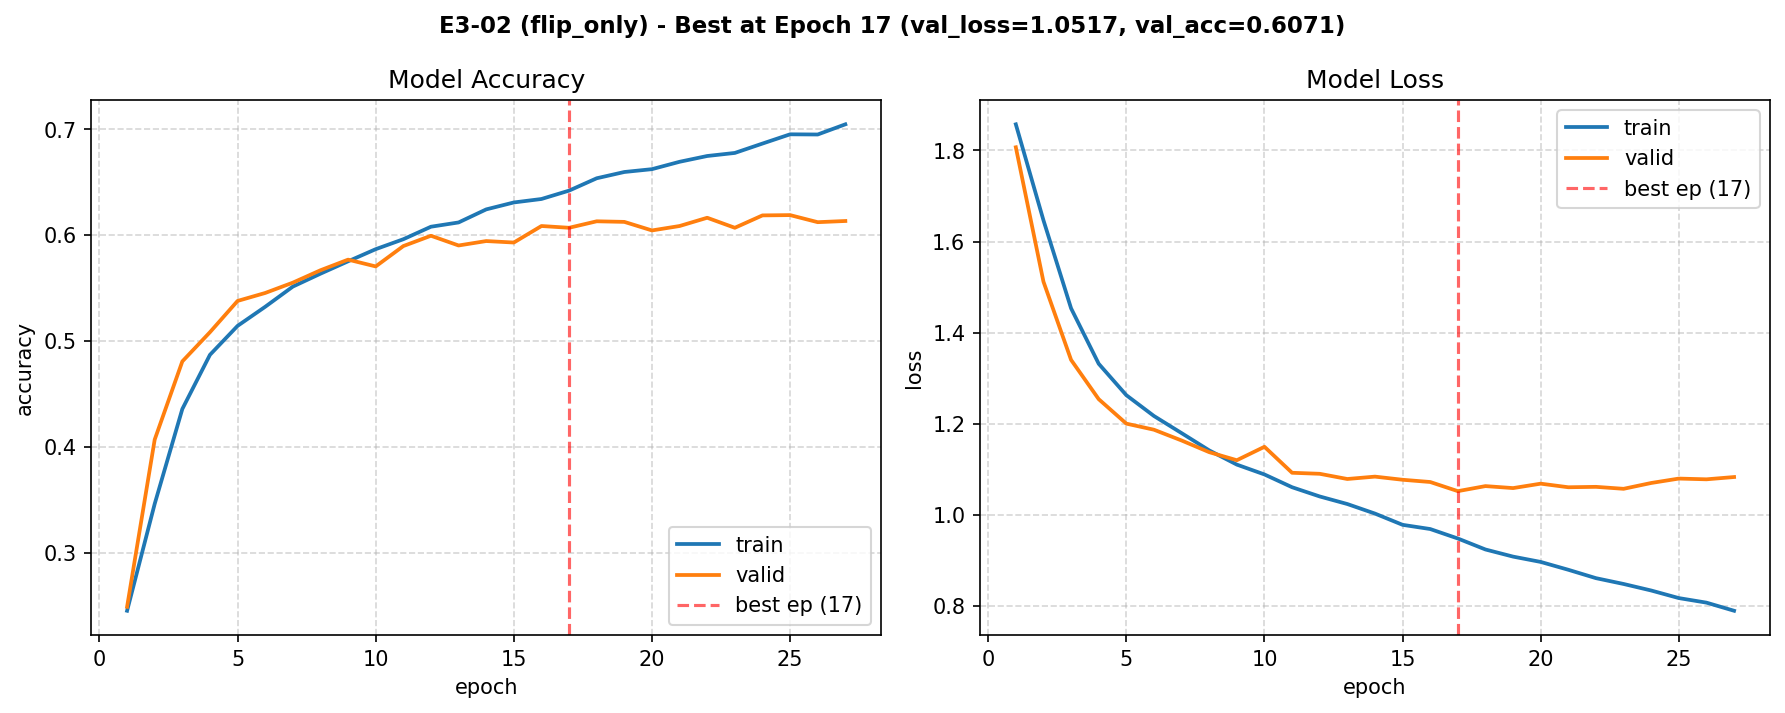 E3-02 (flip_only) - Best at Epoch 17 (val_loss=1.0517, val_acc=0.6071)
Model Accuracy
0.7
0.6
0.5
0.4
0.3
accuracy
0
5
10
15
20
25
epoch
train
valid
best ep (17)
Model Loss
1.8
1.6
1.4
1.2
1.0
0.8
loss
0
5
10
15
20
25
epoch
train
valid
best ep (17)